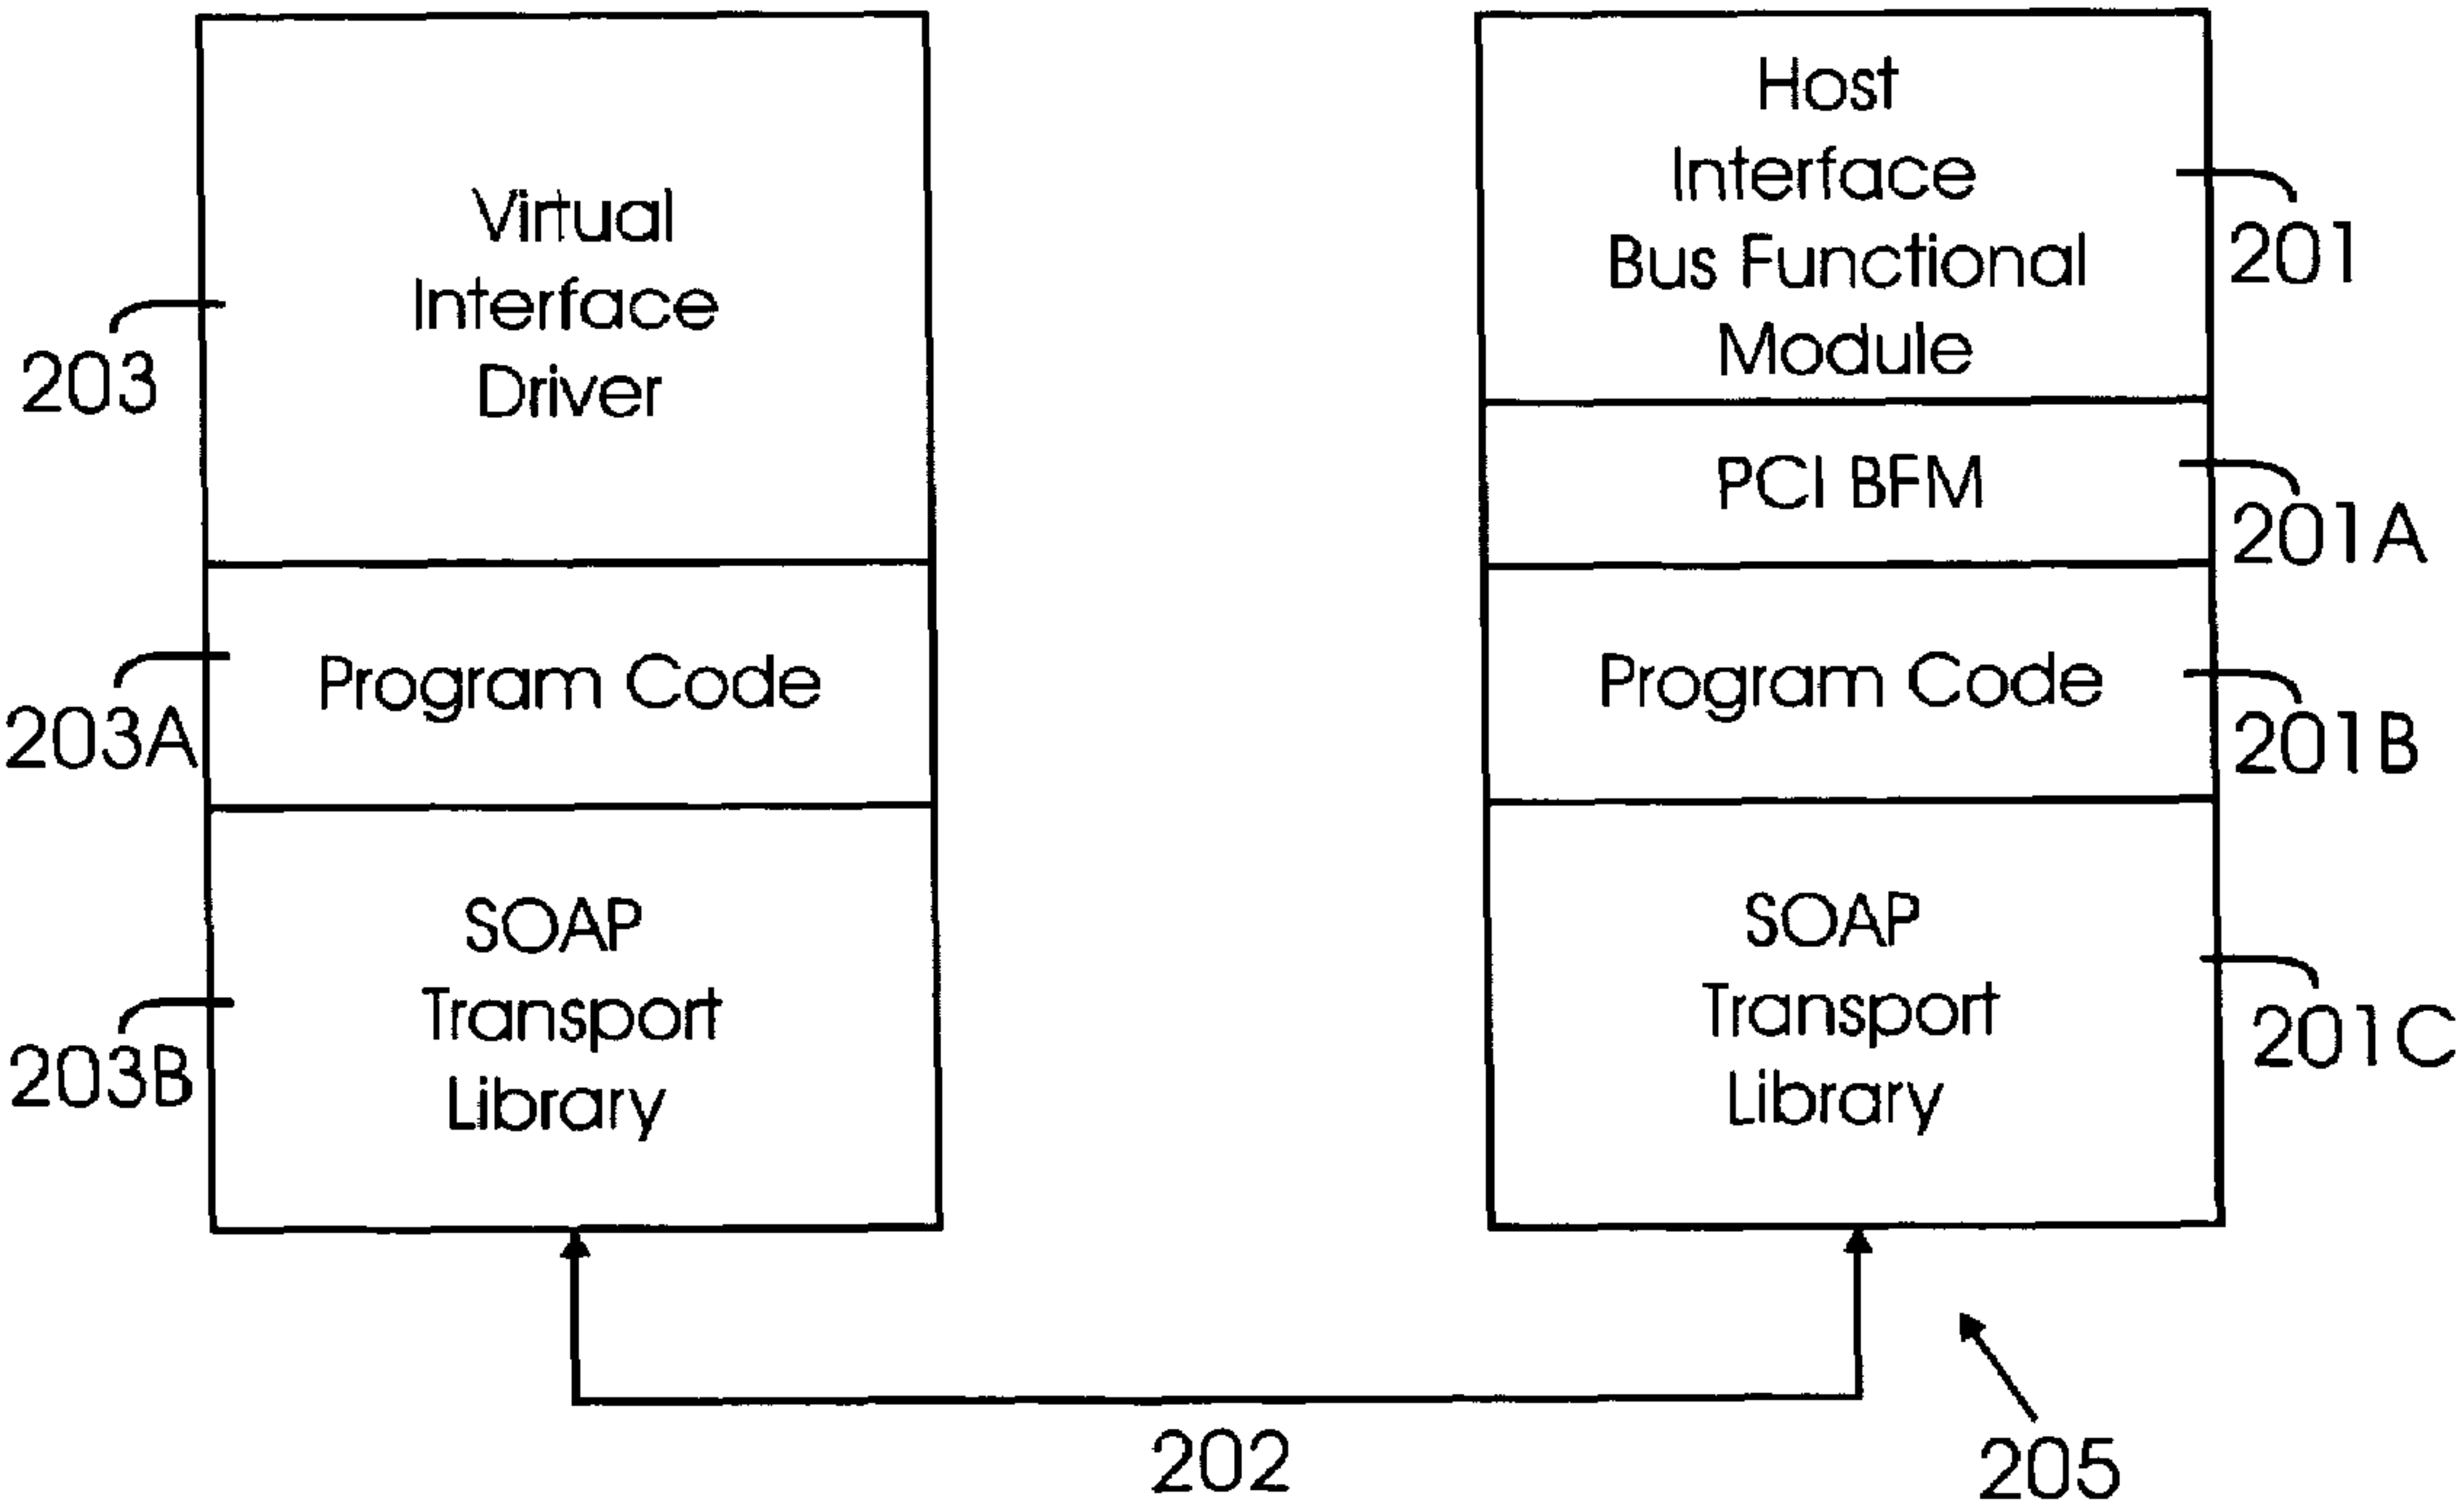 Virtual
Interface
Driver
203
Program Code
203A
SOAP
Transport
Library
203B
Host
Interface
Bus Functional
Module
201
PCI BFM
201A
Program Code
201B
SOAP
Transport
Library
201C
202
205